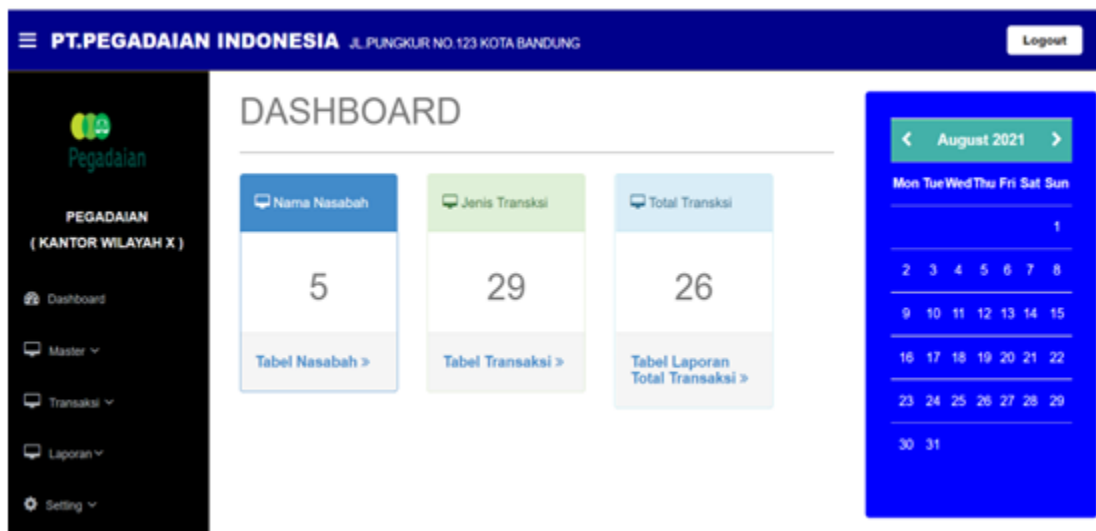 PT.PEGADAIAN INDONESIA JL.PUNGKUR NO.123 KOTA BANDUNG
Logout
Pegadaian
PEGADAIAN
( KANTOR WILAYAH X )
Dashboard
Master
Transaksi
Laporan
Setting
DASHBOARD
Nama Nasabah
5
Tabel Nasabah »
Jenis Transksi
29
Tabel Transaksi »
Total Transksi
26
Tabel Laporan
Total Transaksi »
August 2021
Mon Tue Wed Thu Fri Sat Sun
1
2 3 4 5 6 7 8
9 10 11 12 13 14 15
16 17 18 19 20 21 22
23 24 25 26 27 28 29
30 31